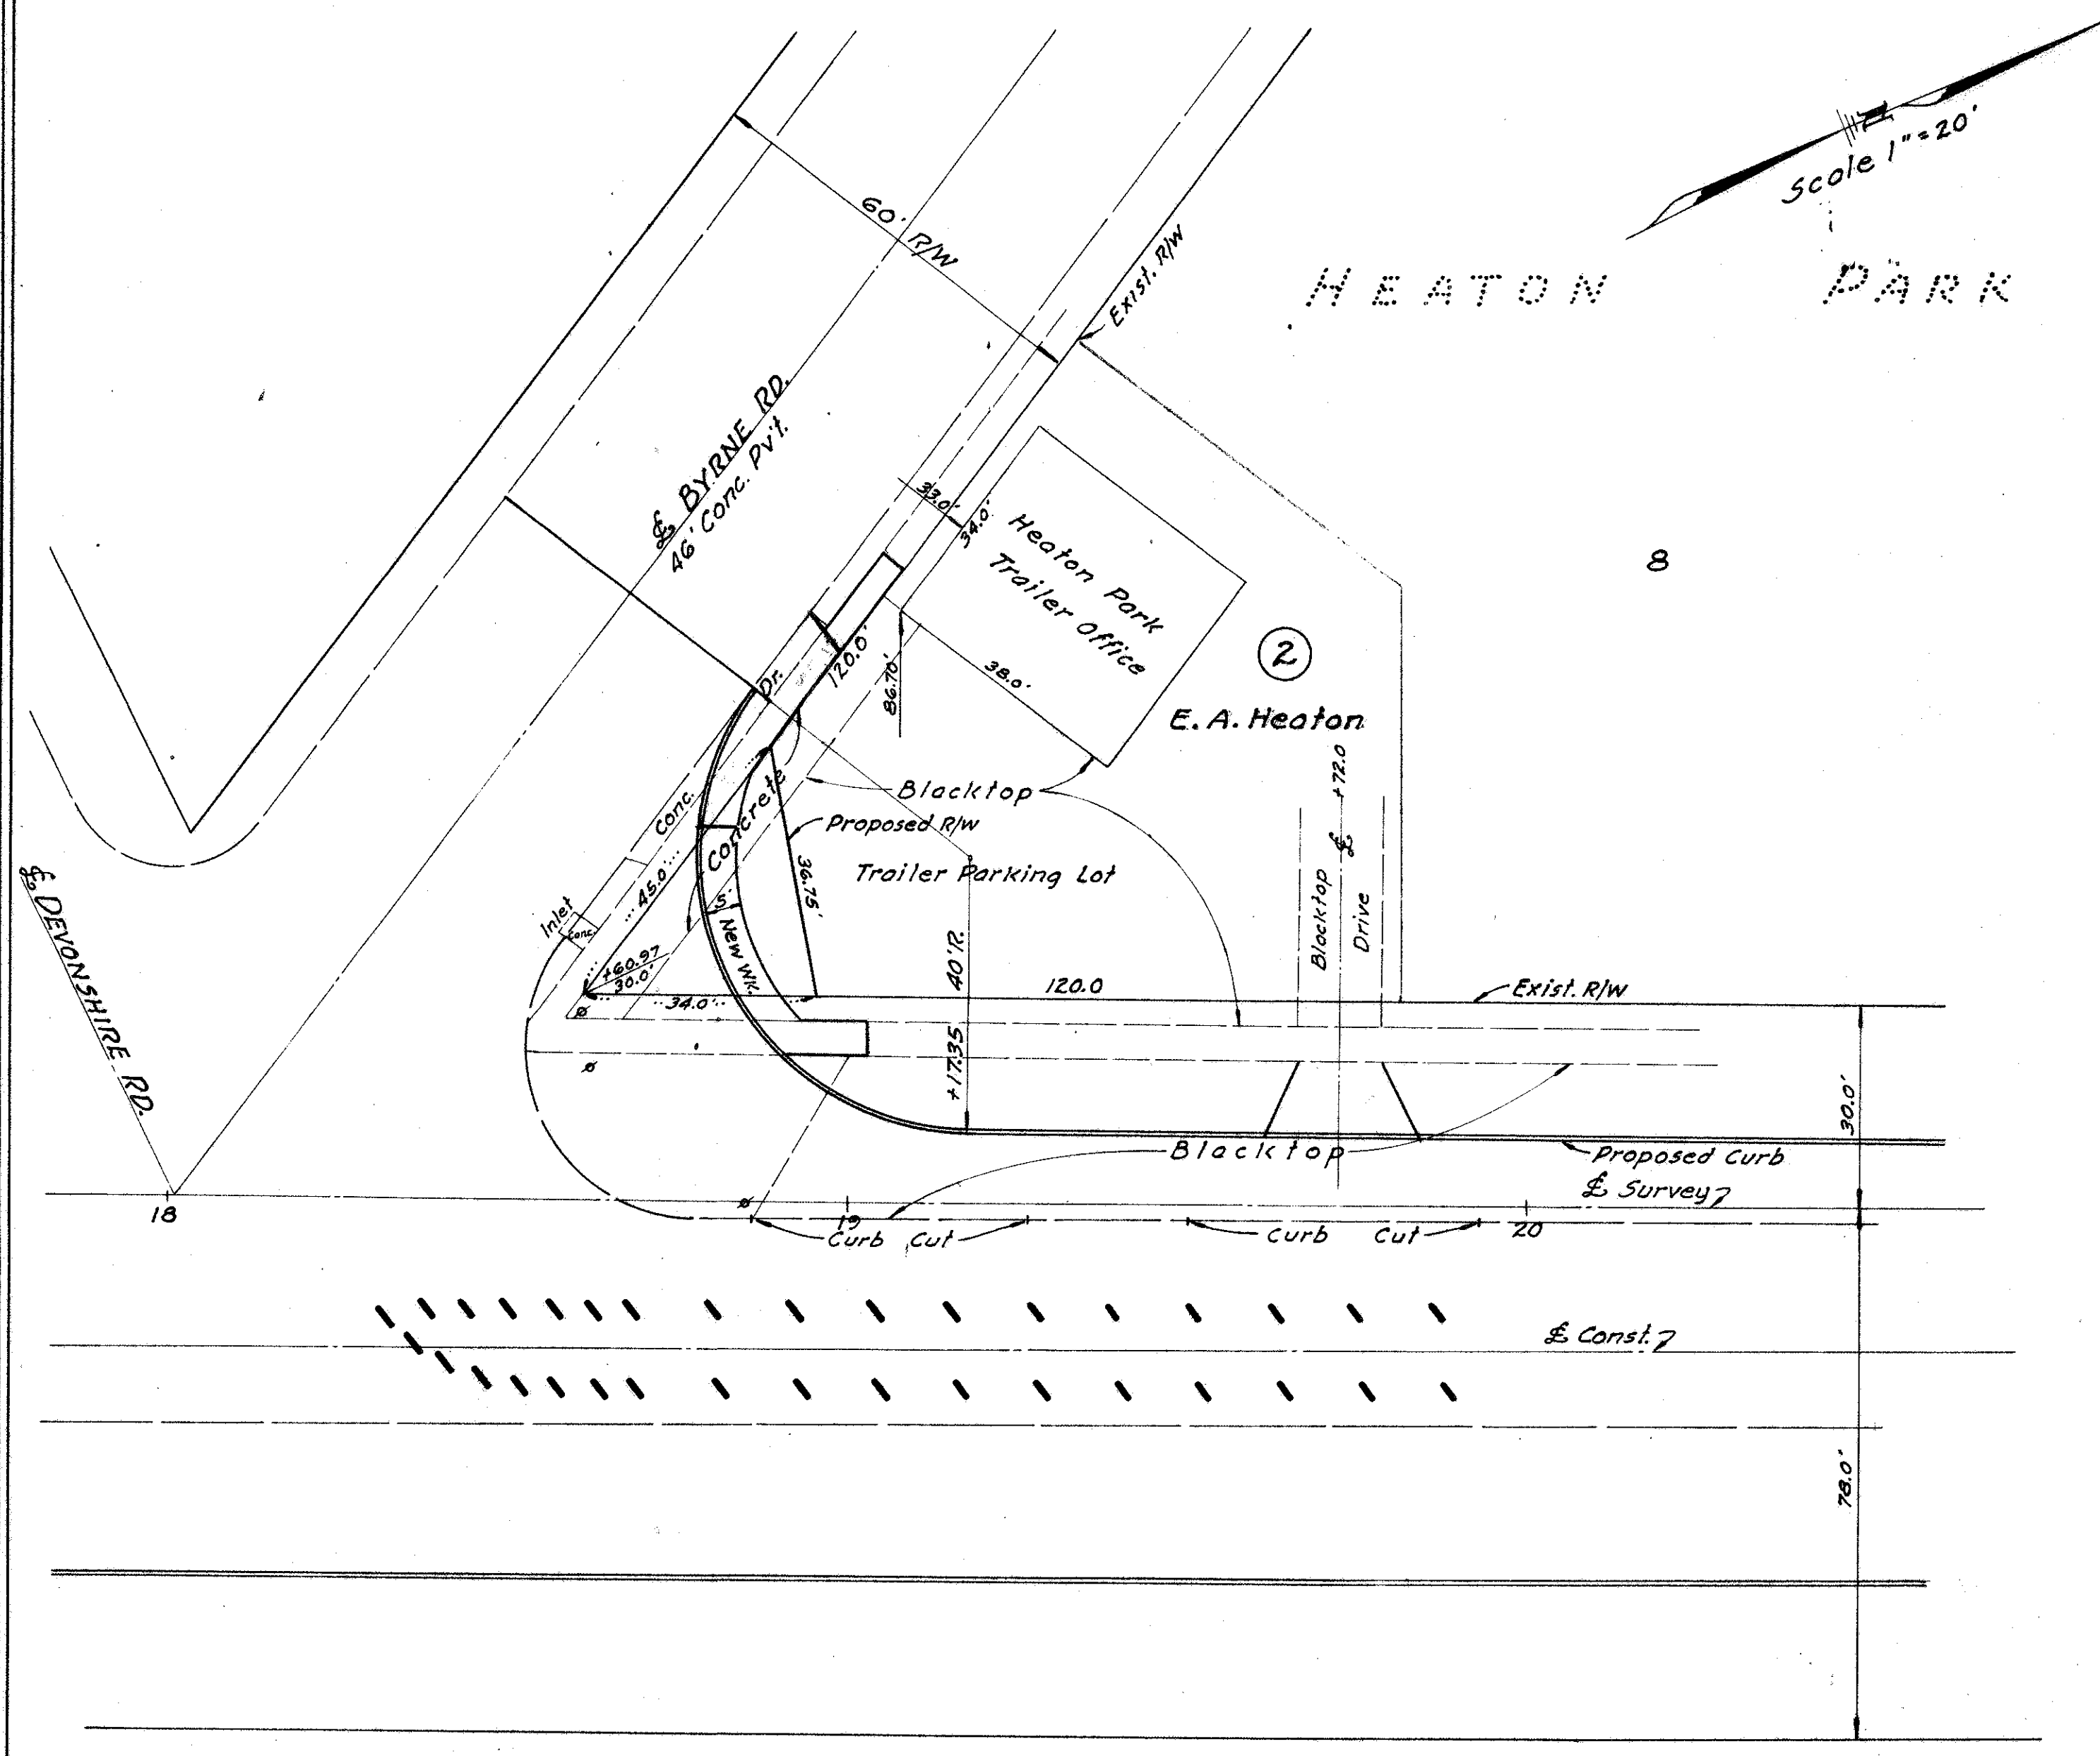 Scale 1"=20'
60' R/W
Exist. R/W
HEATON PARK
℄ BYRNE RD.
46' Conc. Pv't.
33.0'
34.0'
Heaton Park
Trailer Office
8
Dr.
120.0'
86.70'
38.0'
2
E. A. Heaton
+72.0
℄
Blacktop
Drive
Blacktop
Conc.
Concrete
Proposed R/W
Trailer Parking Lot
36.75'
45.0'
℄ DEVONSHIRE RD.
Inlet
Conc.
5'
New Wk.
+60.97
30.0'
34.0'
40'R.
120.0
Exist. R/W
+17.35
30.0'
Blacktop
Proposed Curb
℄ Survey
18
19
20
Curb Cut
Curb Cut
℄ Const.
78.0'